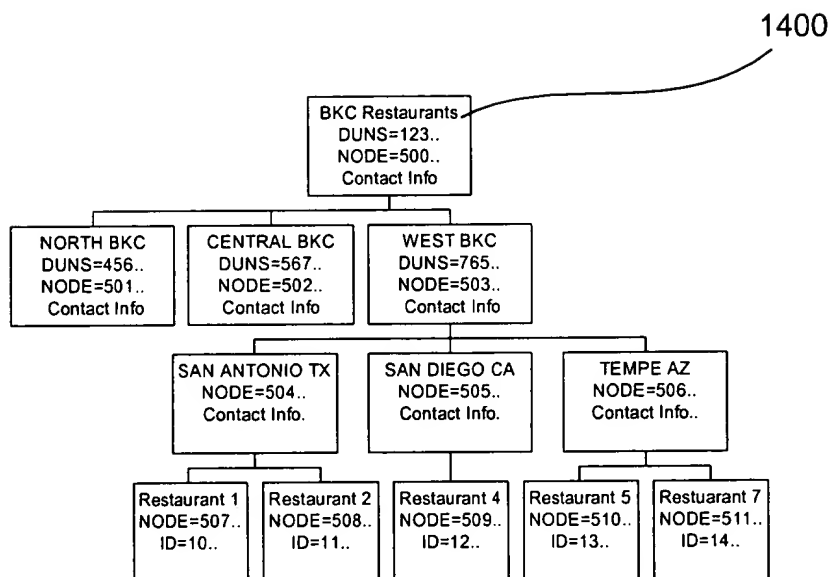 1400
BKC Restaurants
DUNS=123..
NODE=500..
Contact Info
NORTH BKC
DUNS=456..
NODE=501..
Contact Info
CENTRAL BKC
DUNS=567..
NODE=502..
Contact Info
WEST BKC
DUNS=765..
NODE=503..
Contact Info
SAN ANTONIO TX
NODE=504..
Contact Info.
SAN DIEGO CA
NODE=505..
Contact Info.
TEMPE AZ
NODE=506..
Contact Info..
Restaurant 1
NODE=507..
ID=10..
Restaurant 2
NODE=508..
ID=11..
Restaurant 4
NODE=509..
ID=12..
Restaurant 5
NODE=510..
ID=13..
Restuarant 7
NODE=511..
ID=14..